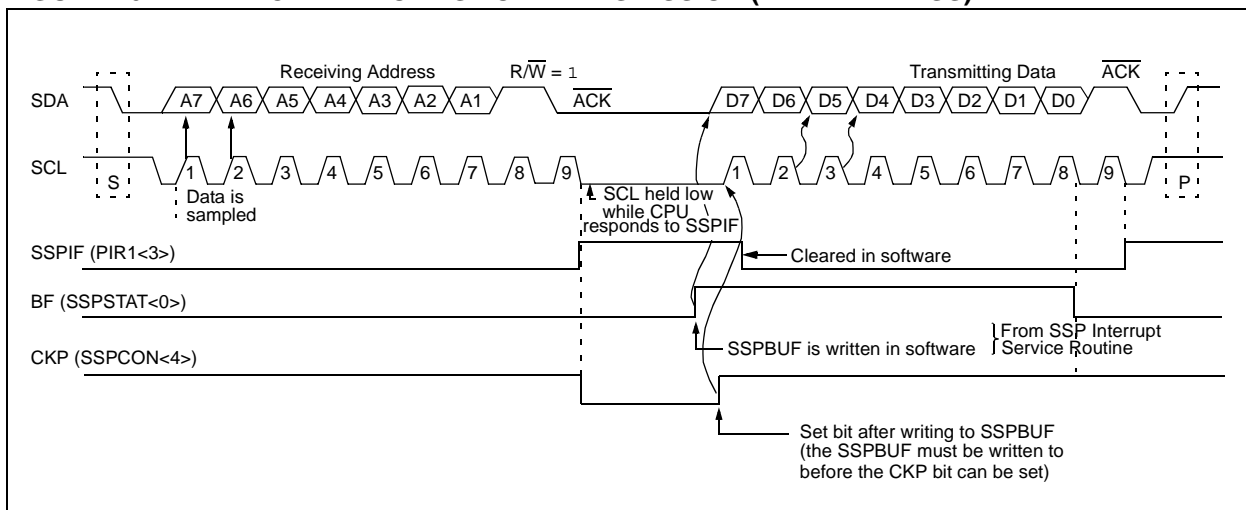 Receiving Address R/W = 1 Transmitting Data ACK
SDA A7 A6 A5 A4 A3 A2 A1 ACK D7 D6 D5 D4 D3 D2 D1 D0
SCL S 1 2 3 4 5 6 7 8 9 1 2 3 4 5 6 7 8 9 P
Data is
sampled
SCL held low
while CPU
responds to SSPIF
SSPIF (PIR1<3>)
Cleared in software
BF (SSPSTAT<0>)
SSPBUF is written in software
From SSP Interrupt
Service Routine
CKP (SSPCON<4>)
Set bit after writing to SSPBUF
(the SSPBUF must be written to
before the CKP bit can be set)